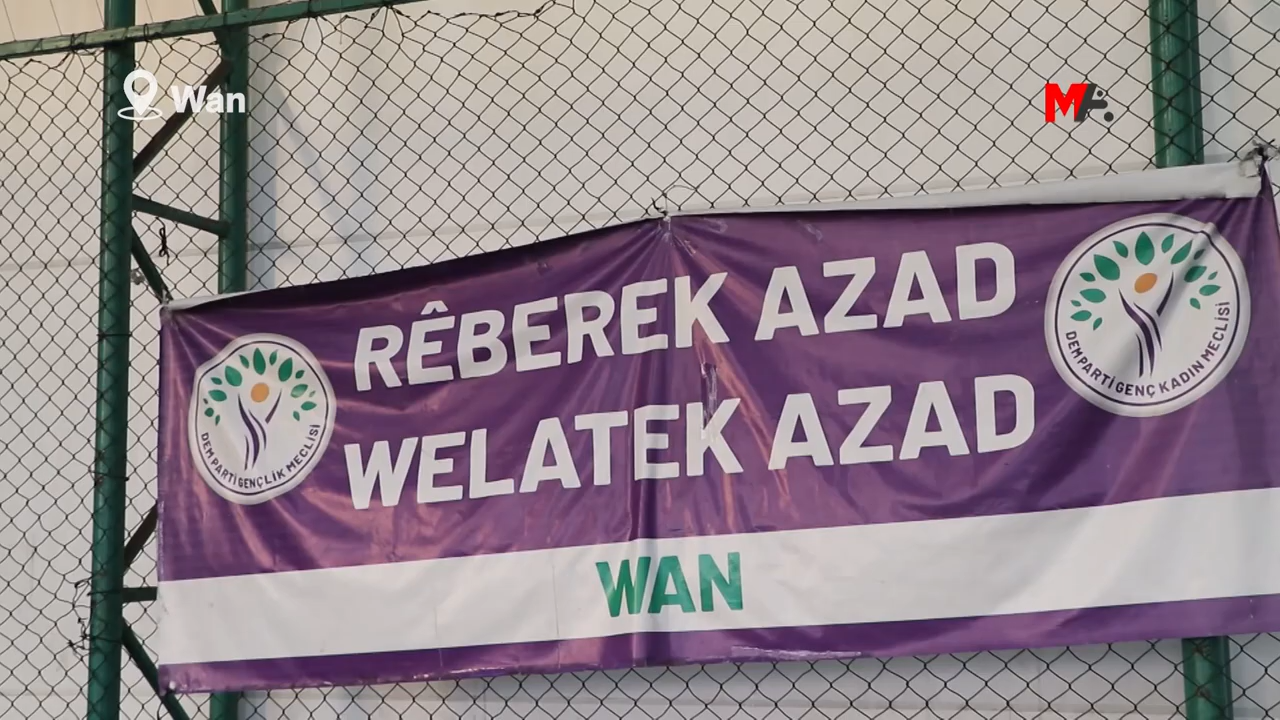 Wan
MA
RÊBEREK AZAD
WELATEK AZAD
WAN
DEM PARTİ GENÇLİK MECLİSİ
DEM PARTİ GENÇ KADIN MECLİSİ